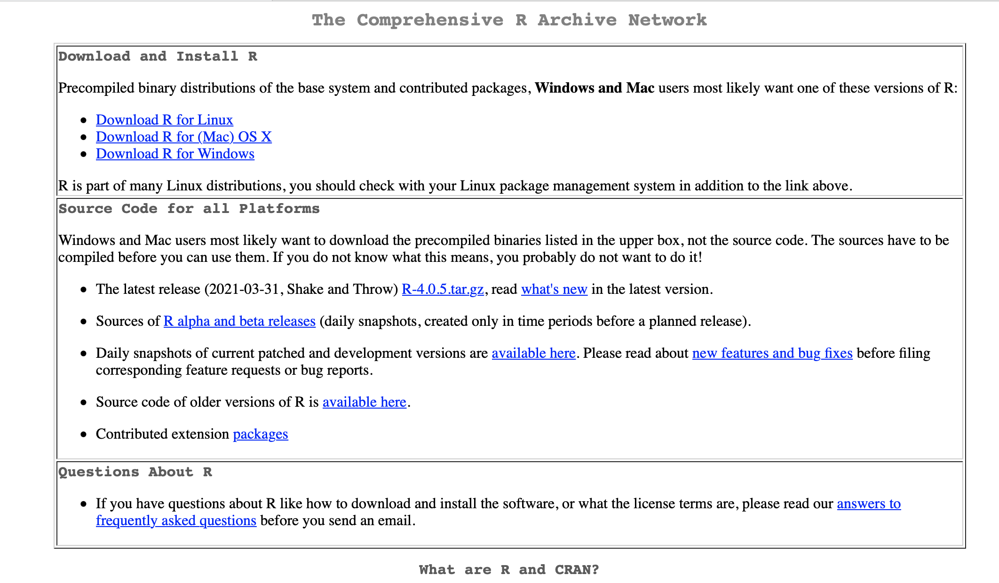 The Comprehensive R Archive Network
Download and Install R
Precompiled binary distributions of the base system and contributed packages, Windows and Mac users most likely want one of these versions of R:
Download R for Linux
Download R for (Mac) OS X
Download R for Windows
R is part of many Linux distributions, you should check with your Linux package management system in addition to the link above.
Source Code for all Platforms
Windows and Mac users most likely want to download the precompiled binaries listed in the upper box, not the source code. The sources have to be
compiled before you can use them. If you do not know what this means, you probably do not want to do it!
The latest release (2021-03-31, Shake and Throw) R-4.0.5.tar.gz, read what's new in the latest version.
Sources of R alpha and beta releases (daily snapshots, created only in time periods before a planned release).
Daily snapshots of current patched and development versions are available here. Please read about new features and bug fixes before filing
corresponding feature requests or bug reports.
Source code of older versions of R is available here.
Contributed extension packages
Questions About R
If you have questions about R like how to download and install the software, or what the license terms are, please read our answers to
frequently asked questions before you send an email.
What are R and CRAN?